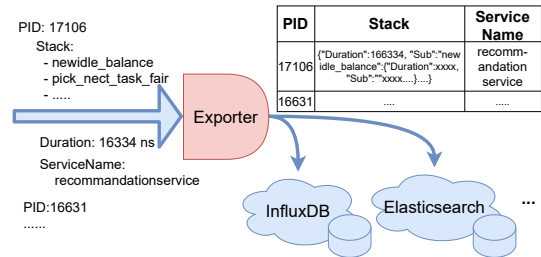 PID: 17106
Stack:
- newidle_balance
- pick_nect_task_fair
- .....
Duration: 16334 ns
ServiceName:
recommandationservice
PID:16631
......
Exporter
PID Stack Service Name
17106 {"Duration":166334, "Sub":"new
idle_balance":{"Duration":xxxx,
"Sub":""xxxx....}....}
recomm-
andation
service
16631 .... .....
InfluxDB
Elasticsearch
...